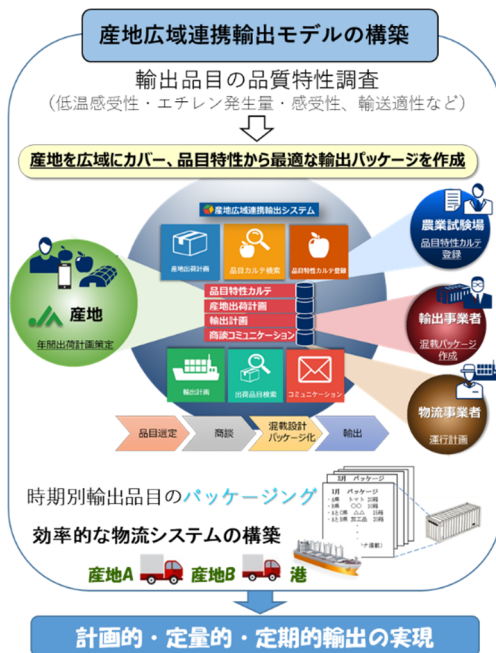 産地広域連携輸出モデルの構築
輸出品目の品質特性調査
(低温感受性・エチレン発生量・感受性、輸送適性など)
産地を広域にカバー、品目特性から最適な輸出パッケージを作成
産地広域連携輸出システム
産地出荷計画
品目カルテ検索
品目特性カルテ登録
農業試験場
品目特性カルテ
登録
産地
年間出荷計画策定
品目特性カルテ
産地出荷計画
輸出計画
商談コミュニケーション
輸出事業者
混載パッケージ
作成
輸出計画
出荷品目検索
コミュニケーション
物流事業者
運行計画
品目選定
商談
混載設計
パッケージ化
輸出
時期別輸出品目のパッケージング
パッケージ
1月 パッケージ
トマト
加工品
効率的な物流システムの構築
産地A
産地B
港
計画的・定量的・定期的輸出の実現